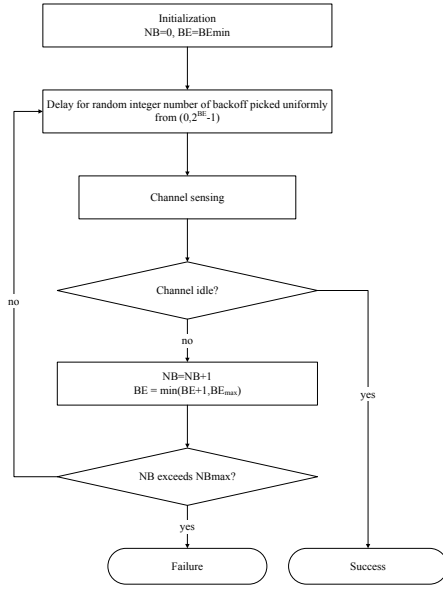 Initialization
NB=0, BE=BEmin
Delay for random integer number of backoff picked uniformly
from (0,2^BE-1)
Channel sensing
Channel idle?
no
no
NB=NB+1
BE = min(BE+1,BEmax)
yes
NB exceeds NBmax?
yes
Failure
Success